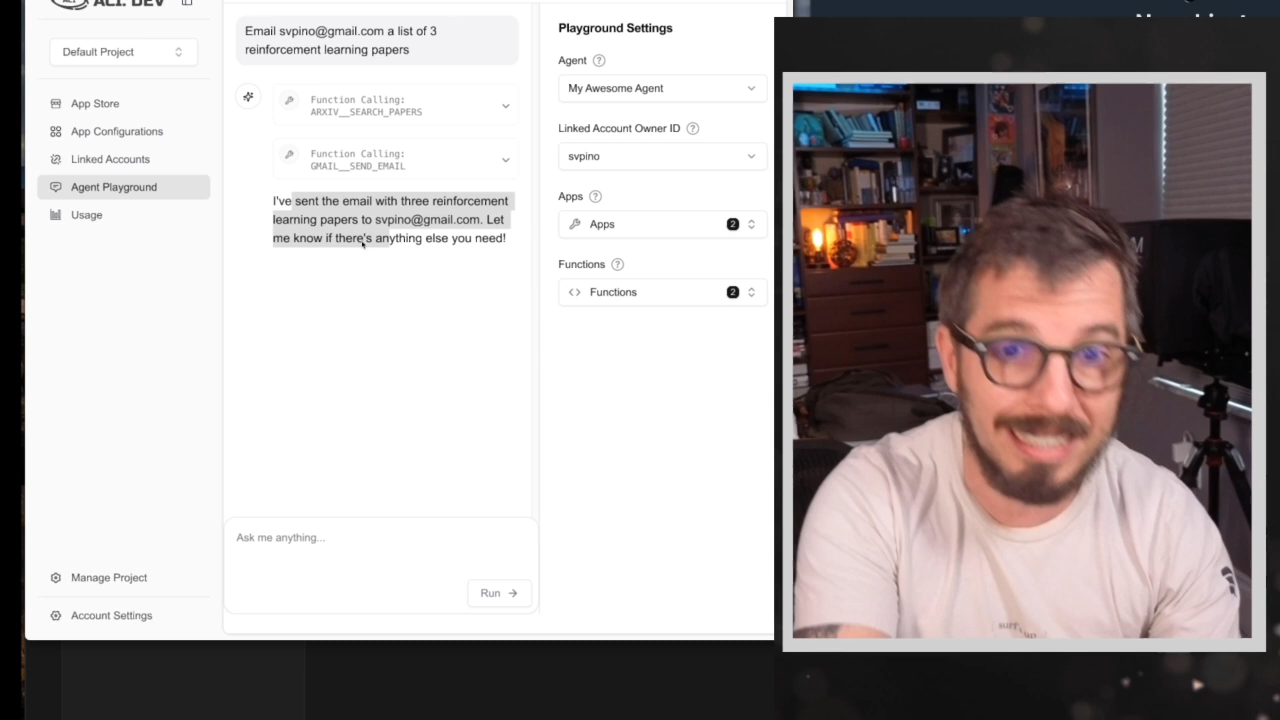 ACI. DEV
Default Project
App Store
App Configurations
Linked Accounts
Agent Playground
Usage
Manage Project
Account Settings
Email svpino@gmail.com a list of 3
reinforcement learning papers
Function Calling:
ARXIV__SEARCH_PAPERS
Function Calling:
GMAIL__SEND_EMAIL
I've sent the email with three reinforcement
learning papers to svpino@gmail.com. Let
me know if there's anything else you need!
Ask me anything...
Run
Playground Settings
Agent
My Awesome Agent
Linked Account Owner ID
svpino
Apps
Apps 2
Functions
Functions 2